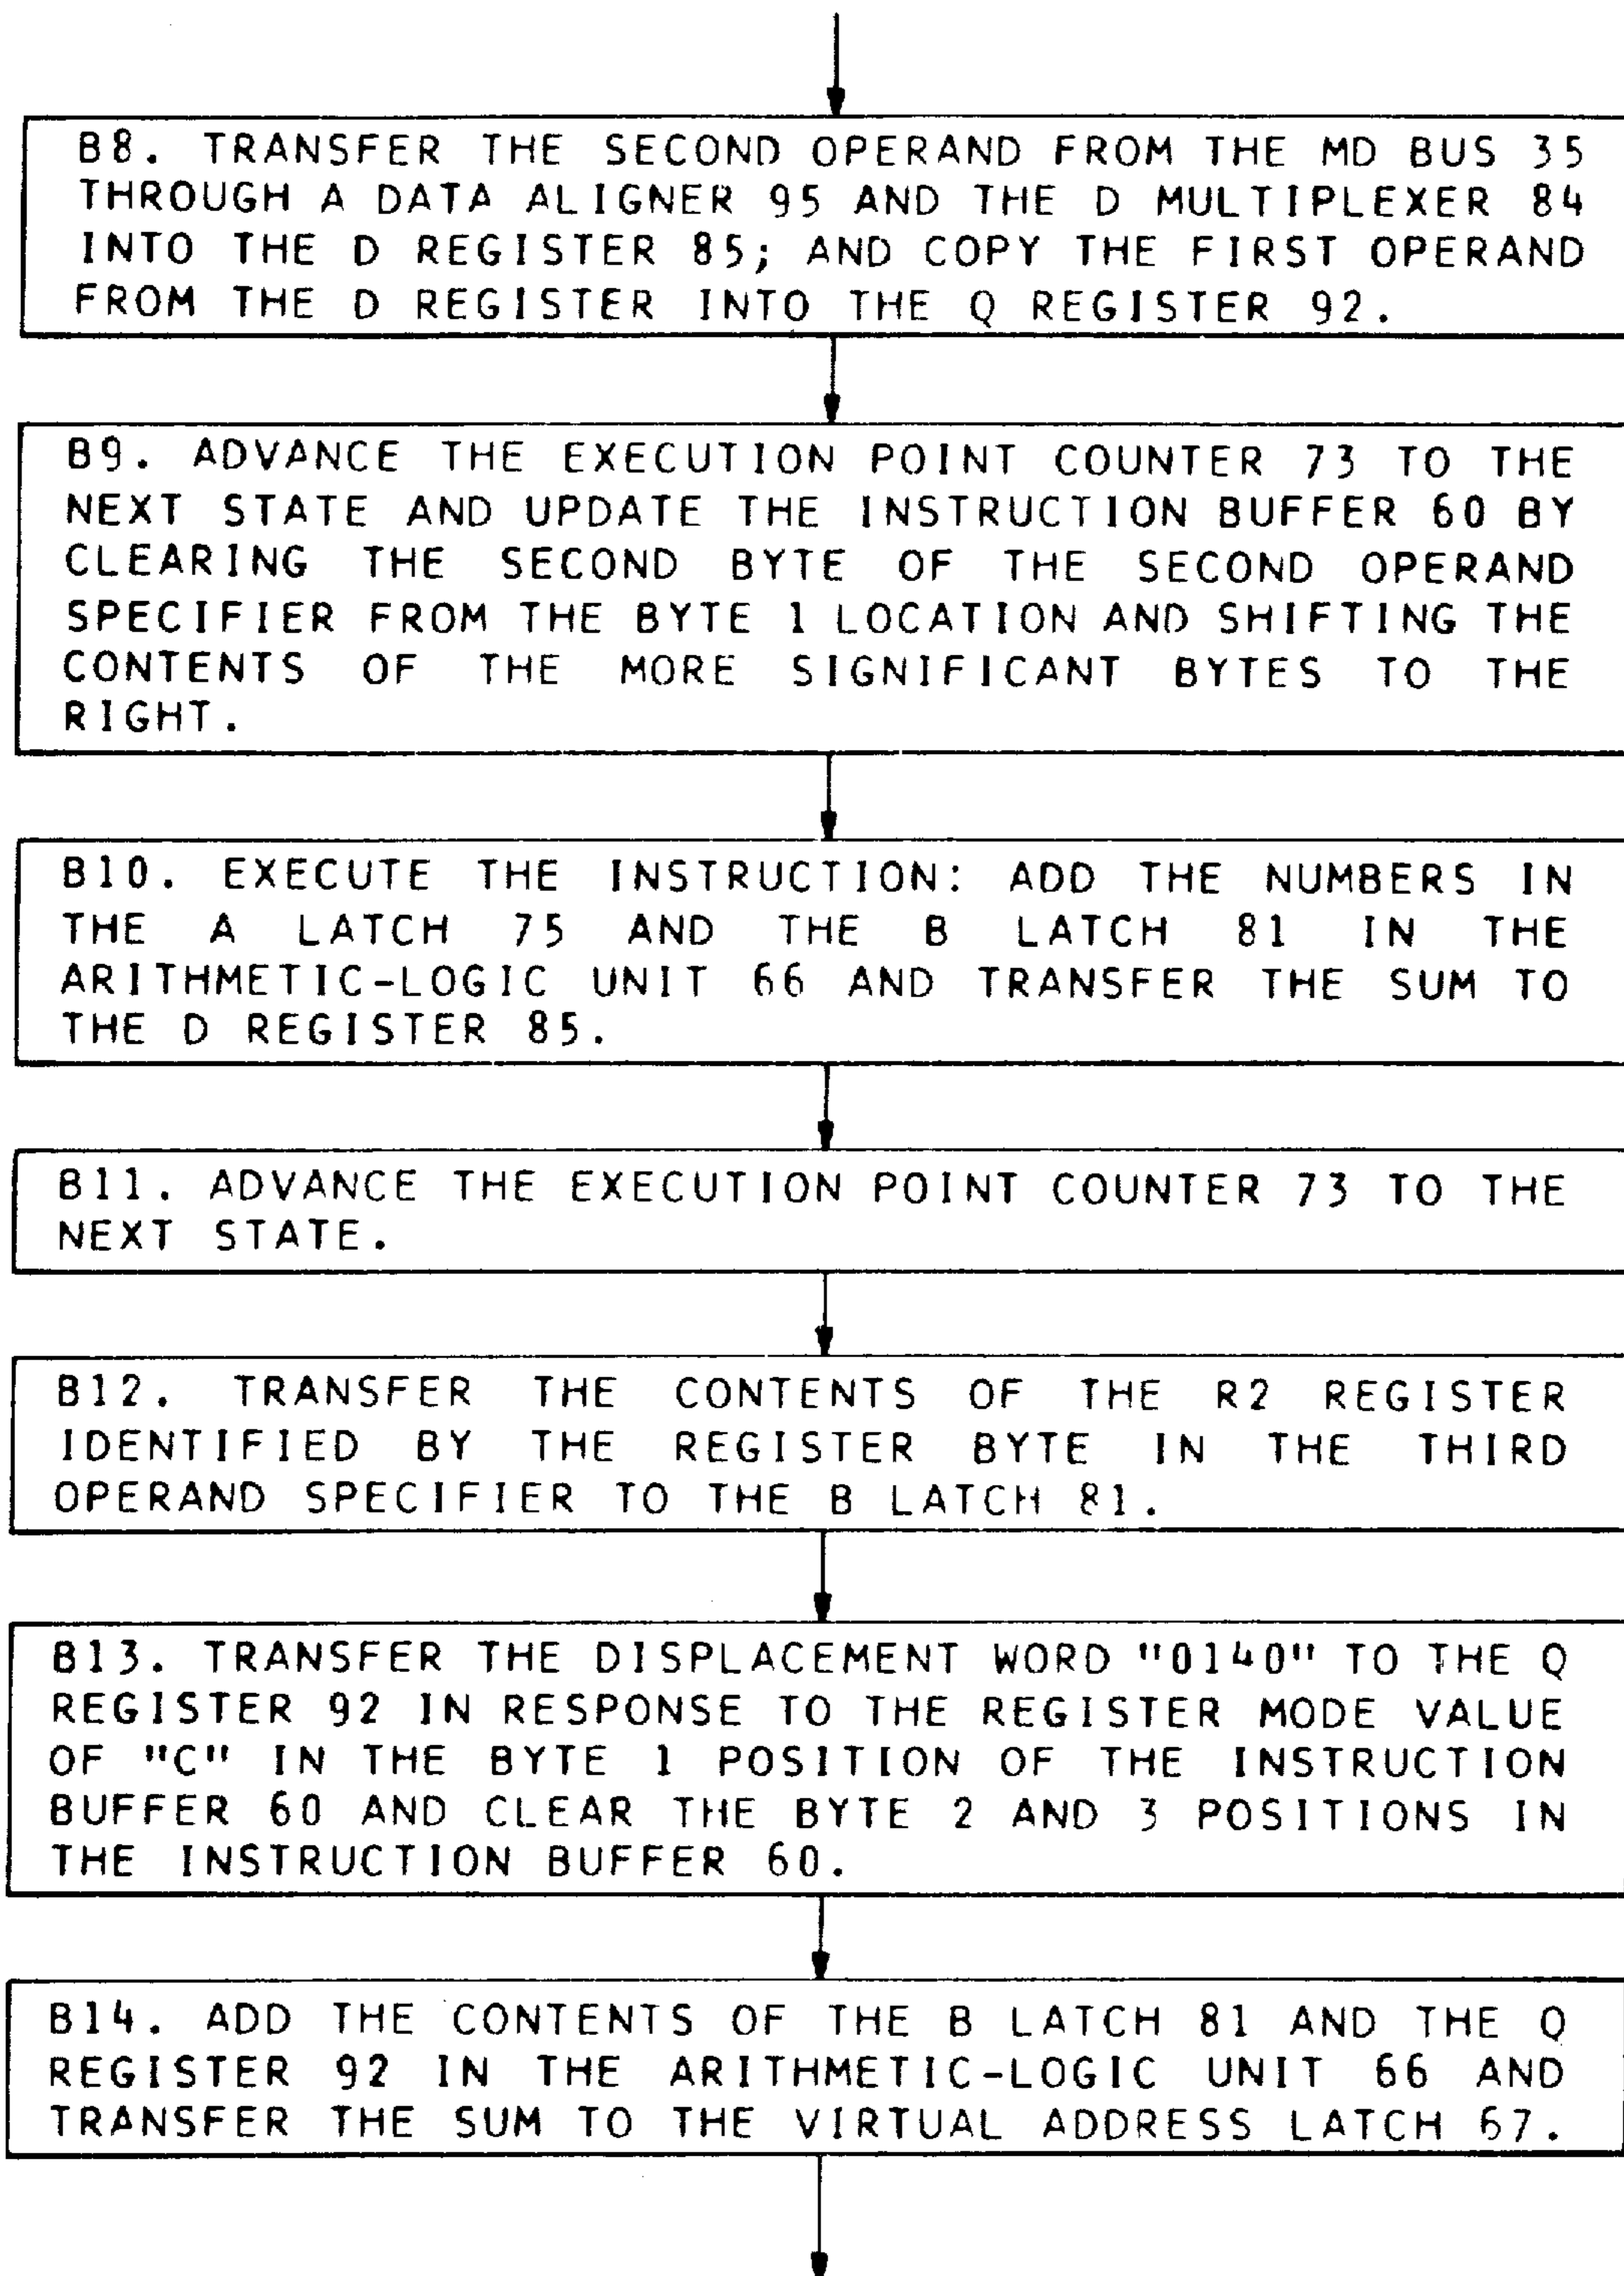 B8. TRANSFER THE SECOND OPERAND FROM THE MD BUS 35
THROUGH A DATA ALIGNER 95 AND THE D MULTIPLEXER 84
INTO THE D REGISTER 85; AND COPY THE FIRST OPERAND
FROM THE D REGISTER INTO THE Q REGISTER 92.
B9. ADVANCE THE EXECUTION POINT COUNTER 73 TO THE
NEXT STATE AND UPDATE THE INSTRUCTION BUFFER 60 BY
CLEARING THE SECOND BYTE OF THE SECOND OPERAND
SPECIFIER FROM THE BYTE 1 LOCATION AND SHIFTING THE
CONTENTS OF THE MORE SIGNIFICANT BYTES TO THE
RIGHT.
B10. EXECUTE THE INSTRUCTION: ADD THE NUMBERS IN
THE A LATCH 75 AND THE B LATCH 81 IN THE
ARITHMETIC-LOGIC UNIT 66 AND TRANSFER THE SUM TO
THE D REGISTER 85.
B11. ADVANCE THE EXECUTION POINT COUNTER 73 TO THE
NEXT STATE.
B12. TRANSFER THE CONTENTS OF THE R2 REGISTER
IDENTIFIED BY THE REGISTER BYTE IN THE THIRD
OPERAND SPECIFIER TO THE B LATCH 81.
B13. TRANSFER THE DISPLACEMENT WORD "0140" TO THE Q
REGISTER 92 IN RESPONSE TO THE REGISTER MODE VALUE
OF "C" IN THE BYTE 1 POSITION OF THE INSTRUCTION
BUFFER 60 AND CLEAR THE BYTE 2 AND 3 POSITIONS IN
THE INSTRUCTION BUFFER 60.
B14. ADD THE CONTENTS OF THE B LATCH 81 AND THE Q
REGISTER 92 IN THE ARITHMETIC-LOGIC UNIT 66 AND
TRANSFER THE SUM TO THE VIRTUAL ADDRESS LATCH 67.